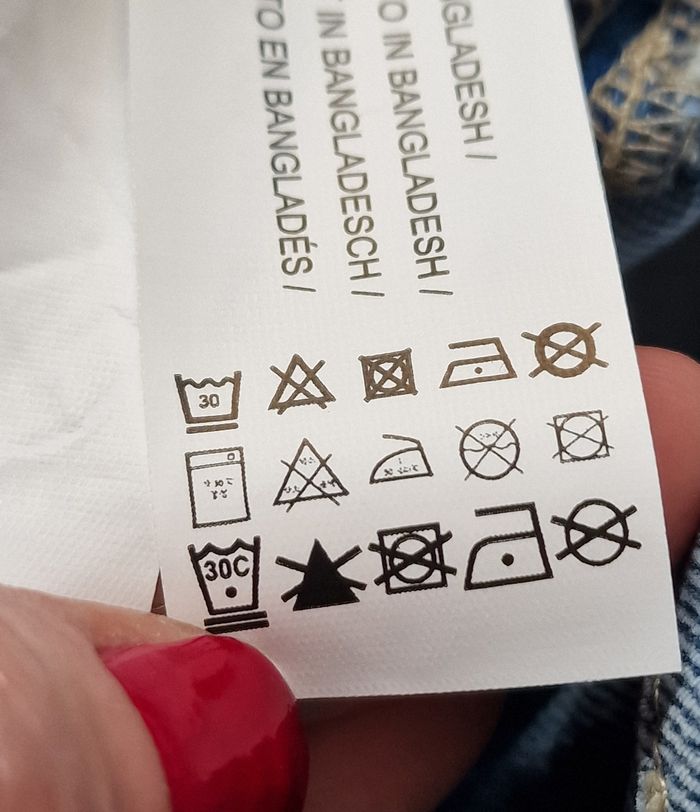 GLADESH /
O IN BANGLADESH /
IN BANGLADESCH /
TO EN BANGLADÉS /
30
30C